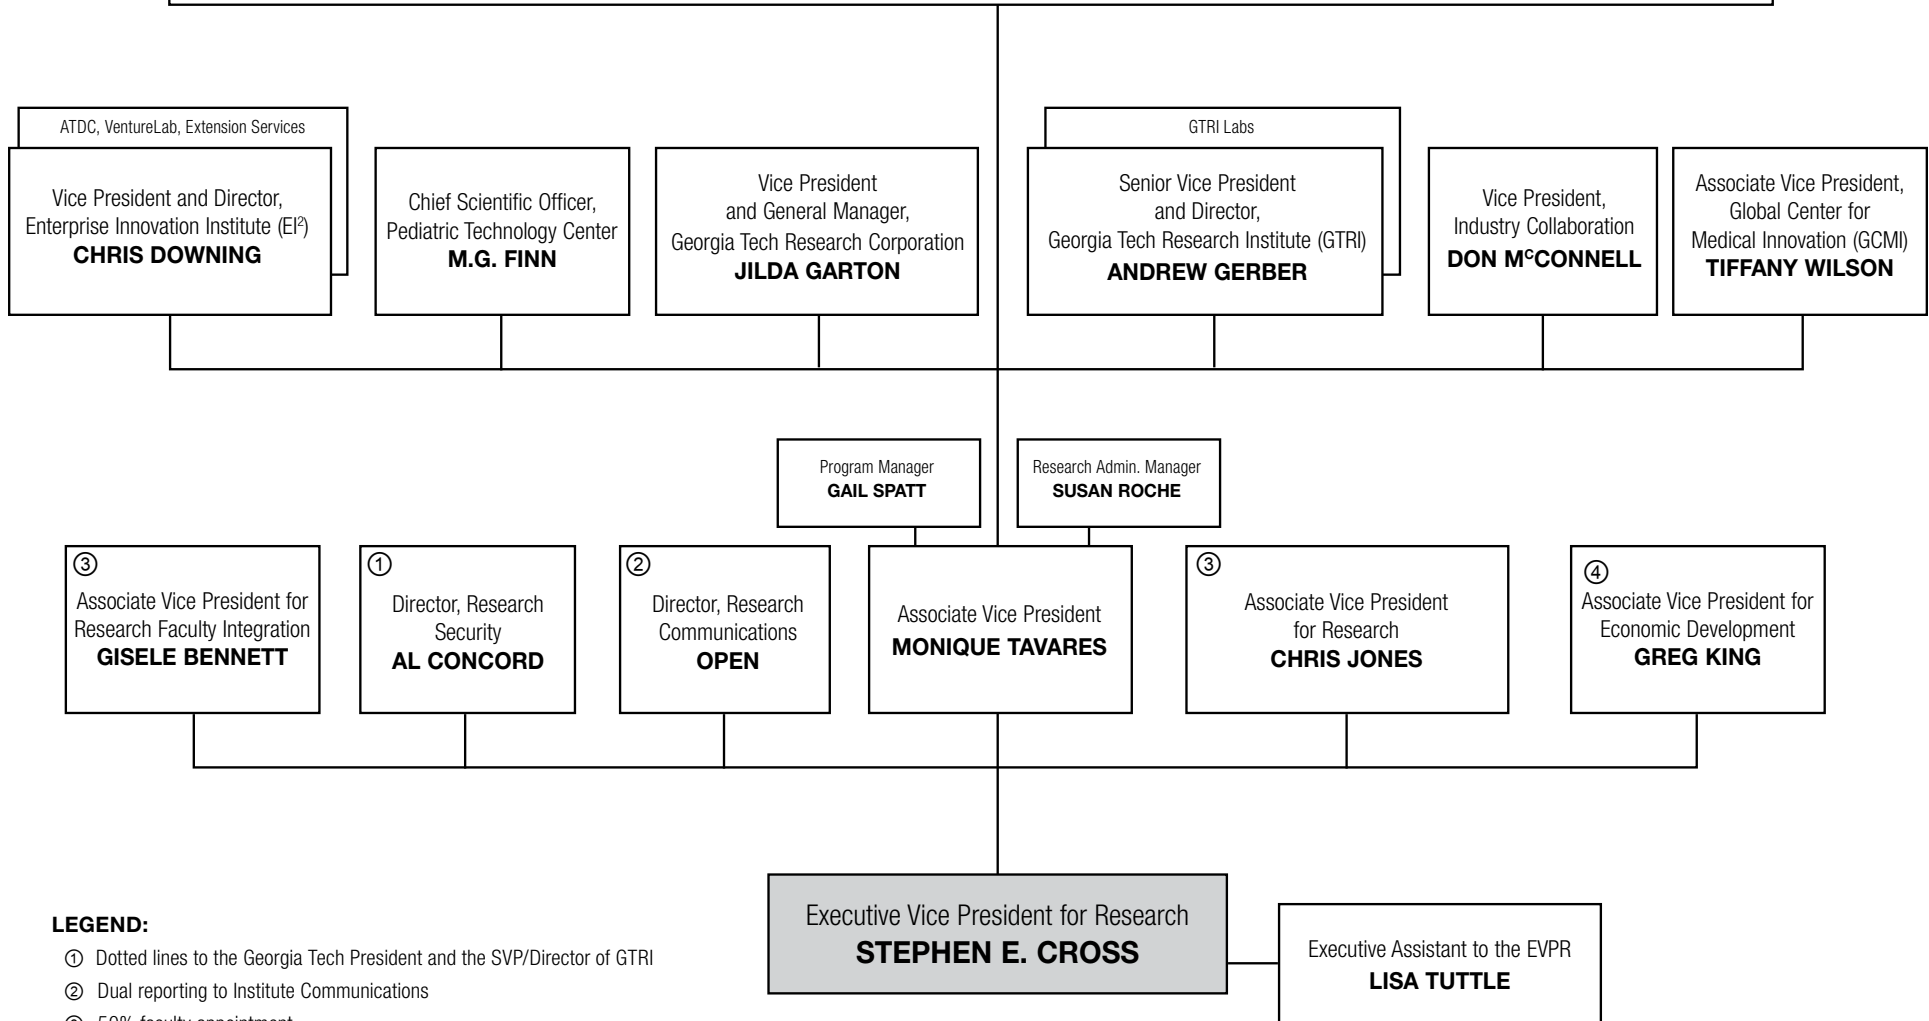 ATDC, VentureLab, Extension Services
Vice President and Director,
Enterprise Innovation Institute (EI²)
CHRIS DOWNING
Chief Scientific Officer,
Pediatric Technology Center
M.G. FINN
Vice President
and General Manager,
Georgia Tech Research Corporation
JILDA GARTON
GTRI Labs
Senior Vice President
and Director,
Georgia Tech Research Institute (GTRI)
ANDREW GERBER
Vice President,
Industry Collaboration
DON MᶜCONNELL
Associate Vice President,
Global Center for
Medical Innovation (GCMI)
TIFFANY WILSON
Program Manager
GAIL SPATT
Research Admin. Manager
SUSAN ROCHE
③
Associate Vice President for
Research Faculty Integration
GISELE BENNETT
①
Director, Research
Security
AL CONCORD
②
Director, Research
Communications
OPEN
Associate Vice President
MONIQUE TAVARES
③
Associate Vice President
for Research
CHRIS JONES
④
Associate Vice President for
Economic Development
GREG KING
Executive Vice President for Research
STEPHEN E. CROSS
Executive Assistant to the EVPR
LISA TUTTLE
LEGEND:
① Dotted lines to the Georgia Tech President and the SVP/Director of GTRI
② Dual reporting to Institute Communications
③ 50% faculty appointment